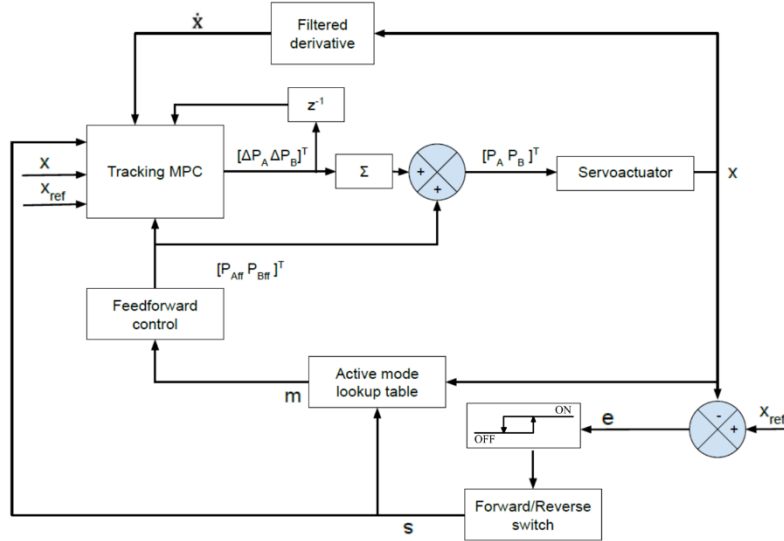 ẋ
Filtered
derivative
z⁻¹
Tracking MPC
[ΔP_A ΔP_B]ᵀ
Σ
+
+
[P_A P_B ]ᵀ
Servoactuator
x
x
x_ref
[P_Aff P_Bff ]ᵀ
Feedforward
control
m
Active mode
lookup table
ON
OFF
e
-
+
x_ref
s
Forward/Reverse
switch